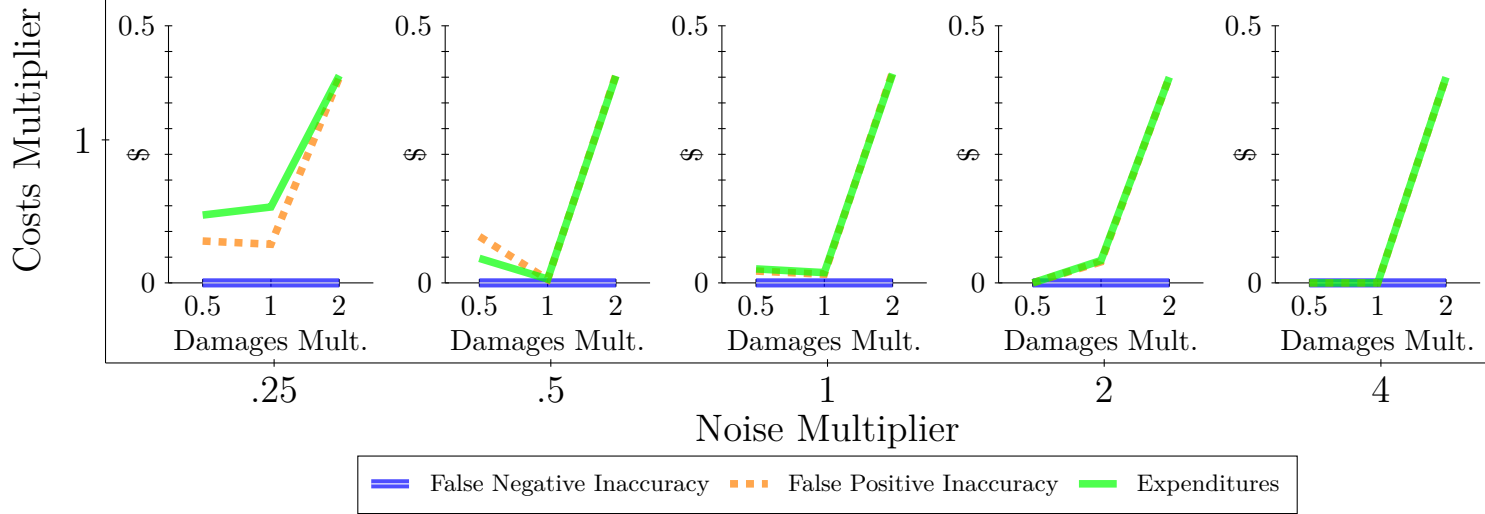 Costs Multiplier
1
0.5 0.5 0.5 0.5 0.5
$ $ $ $ $
0 0 0 0 0
0.5 1 2 0.5 1 2 0.5 1 2 0.5 1 2 0.5 1 2
Damages Mult. Damages Mult. Damages Mult. Damages Mult. Damages Mult.
.25 .5 1 2 4
Noise Multiplier
False Negative Inaccuracy False Positive Inaccuracy Expenditures